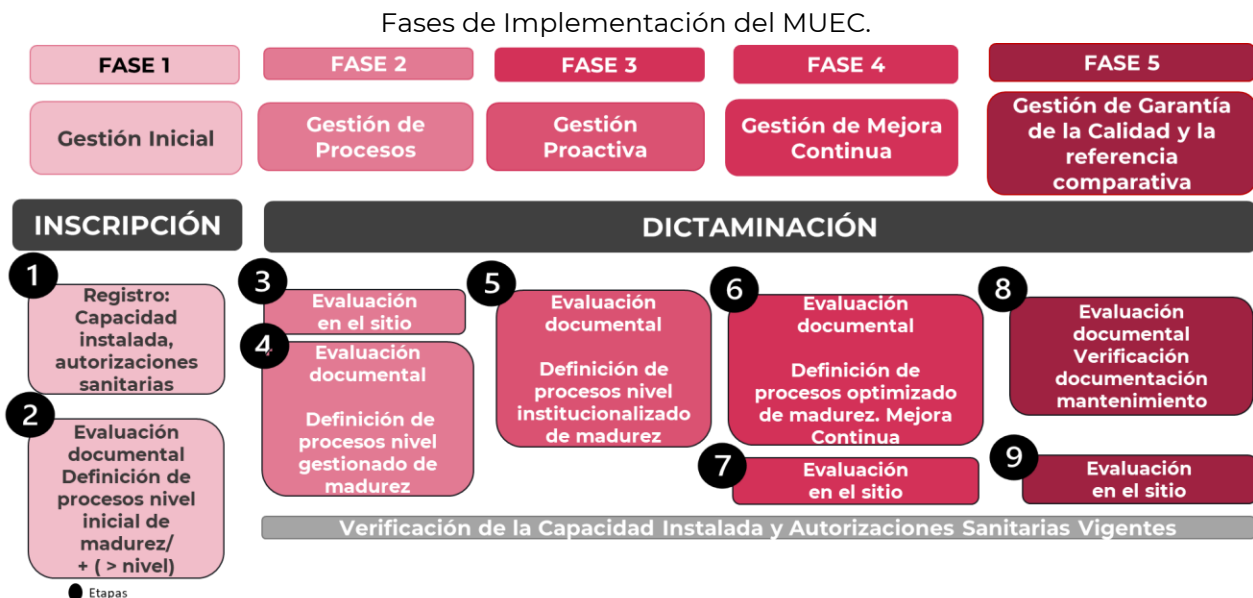 Fases de Implementación del MUEC.
FASE 1
FASE 2
FASE 3
FASE 4
FASE 5
Gestión Inicial
Gestión de
Procesos
Gestión
Proactiva
Gestión de Mejora
Continua
Gestión de Garantía
de la Calidad y la
referencia
comparativa
INSCRIPCIÓN
DICTAMINACIÓN
1
Registro:
Capacidad
instalada,
autorizaciones
sanitarias
2
Evaluación
documental
Definición de
procesos nivel
inicial de
madurez/
+ ( > nivel)
3
Evaluación
en el sitio
4
Evaluación
documental
Definición de
procesos nivel
gestionado de
madurez
5
Evaluación
documental
Definición de
procesos nivel
institucionalizado
de madurez
6
Evaluación
documental
Definición de
procesos optimizado
de madurez. Mejora
Continua
7
Evaluación
en el sitio
8
Evaluación
documental
Verificación
documentación
mantenimiento
9
Evaluación
en el sitio
Verificación de la Capacidad Instalada y Autorizaciones Sanitarias Vigentes
Etapas